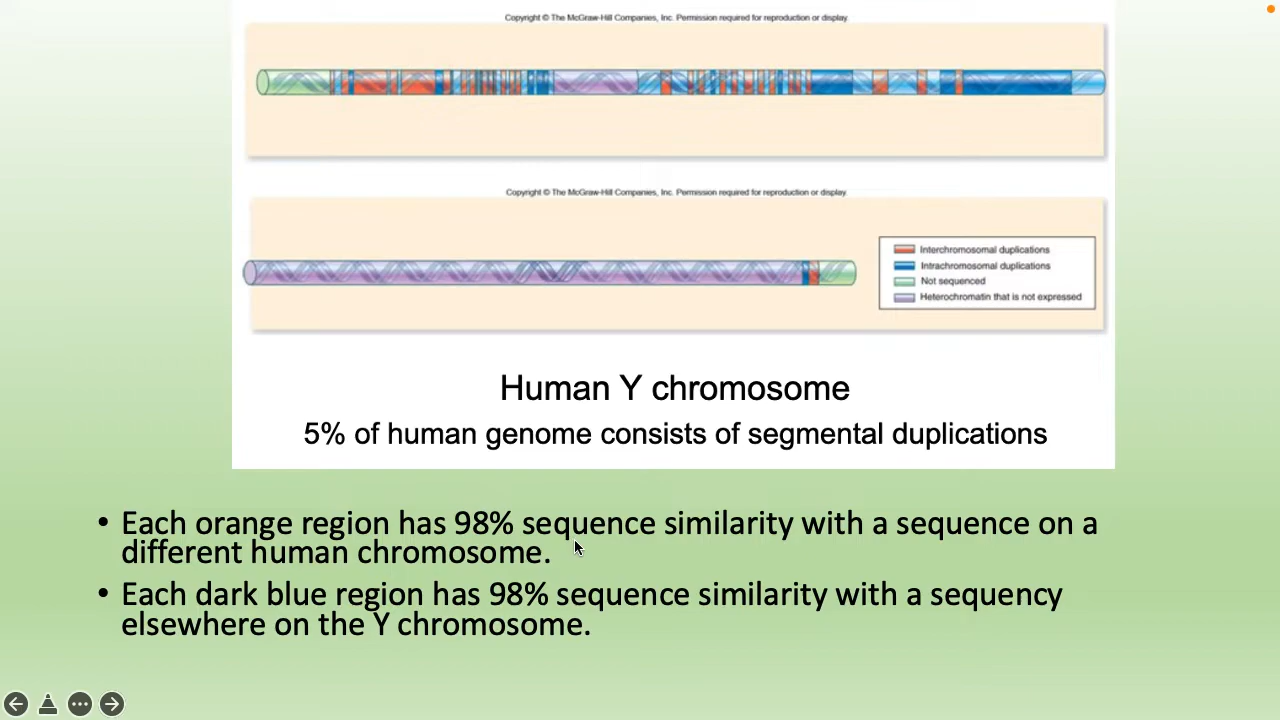 Copyright © The McGraw-Hill Companies, Inc. Permission required for reproduction or display.
Copyright © The McGraw-Hill Companies, Inc. Permission required for reproduction or display.
Interchromosomal duplications
Intrachromosomal duplications
Not sequenced
Heterochromatin that is not expressed
Human Y chromosome
5% of human genome consists of segmental duplications
• Each orange region has 98% sequence similarity with a sequence on a
different human chromosome.
• Each dark blue region has 98% sequence similarity with a sequency
elsewhere on the Y chromosome.